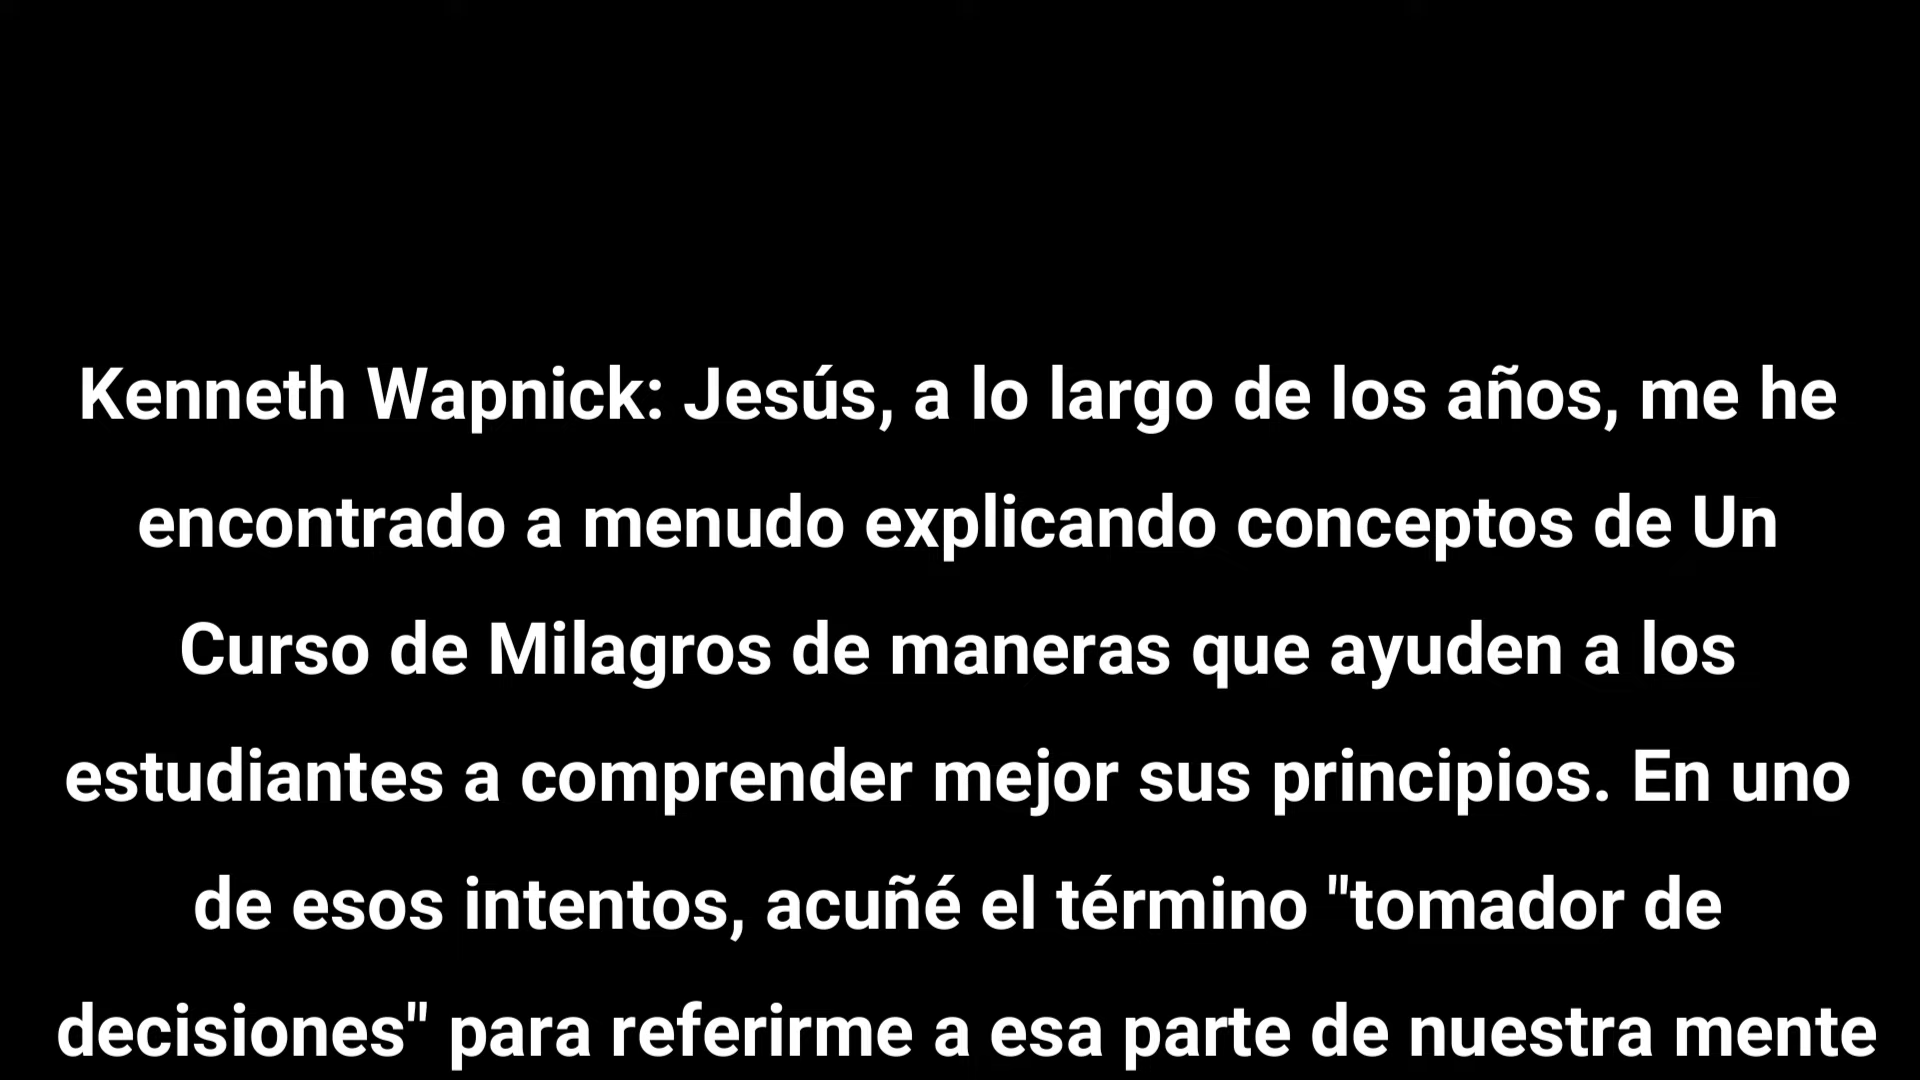 Kenneth Wapnick: Jesús, a lo largo de los años, me he
encontrado a menudo explicando conceptos de Un
Curso de Milagros de maneras que ayuden a los
estudiantes a comprender mejor sus principios. En uno
de esos intentos, acuñé el término "tomador de
decisiones" para referirme a esa parte de nuestra mente